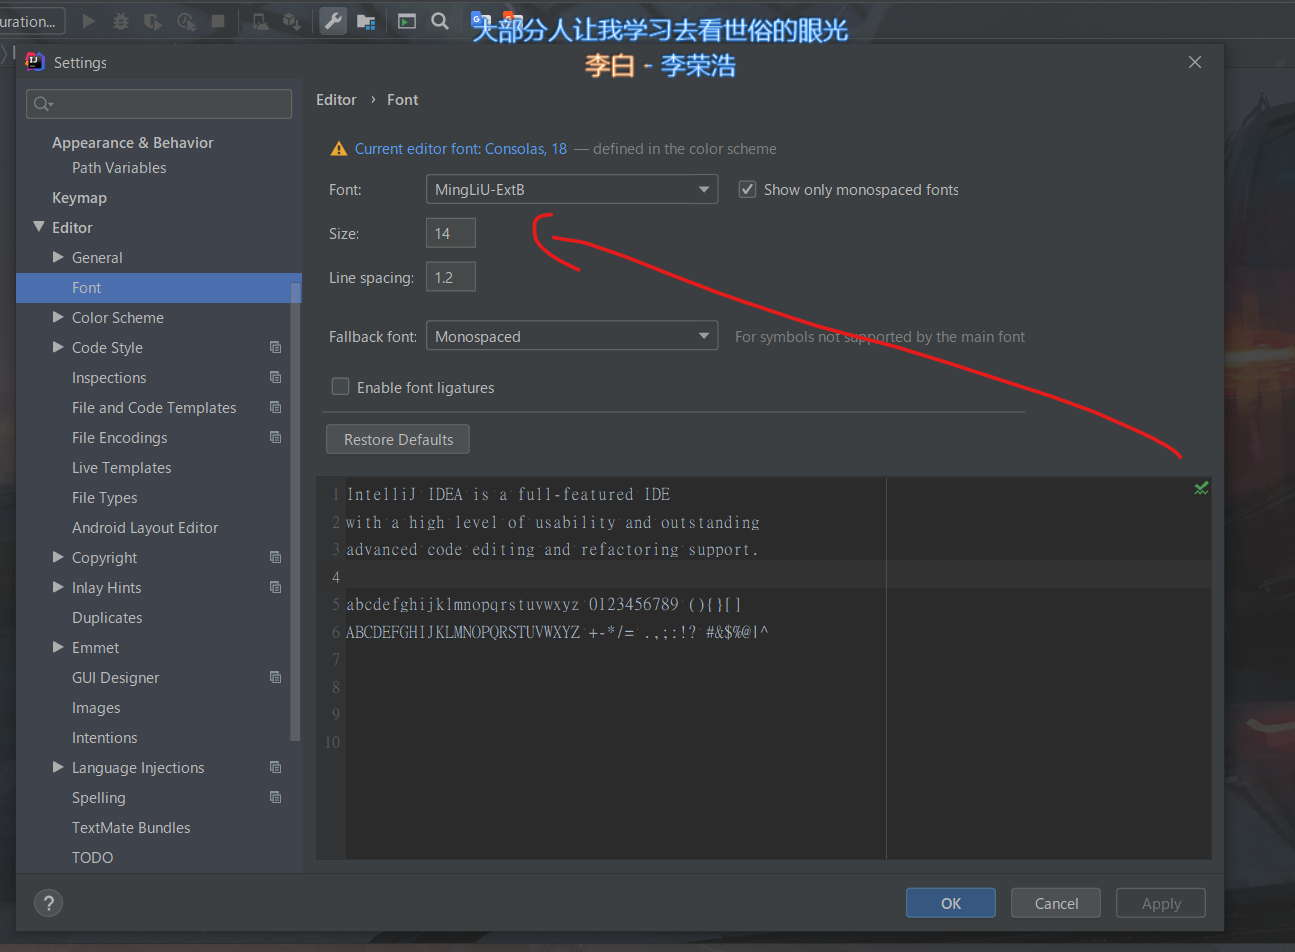 uration...
大部分人让我学习去看世俗的眼光
李白 - 李荣浩
Settings
Editor › Font
Appearance & Behavior
Path Variables
Keymap
Editor
General
Font
Color Scheme
Code Style
Inspections
File and Code Templates
File Encodings
Live Templates
File Types
Android Layout Editor
Copyright
Inlay Hints
Duplicates
Emmet
GUI Designer
Images
Intentions
Language Injections
Spelling
TextMate Bundles
TODO
Current editor font: Consolas, 18 — defined in the color scheme
Font: MingLiU-ExtB Show only monospaced fonts
Size: 14
Line spacing: 1.2
Fallback font: Monospaced For symbols not supported by the main font
Enable font ligatures
Restore Defaults
1 IntelliJ IDEA is a full-featured IDE
2 with a high level of usability and outstanding
3 advanced code editing and refactoring support.
4
5 abcdefghijklmnopqrstuvwxyz 0123456789 (){}[]
6 ABCDEFGHIJKLMNOPQRSTUVWXYZ +-*/= .,;:!? #&$%@|^
7
8
9
10
? OK Cancel Apply